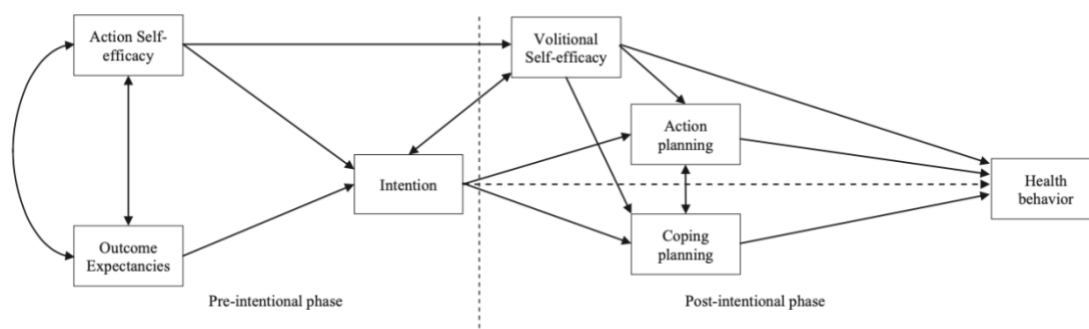 Action Self-
efficacy
Volitional
Self-efficacy
Action
planning
Intention
Health
behavior
Outcome
Expectancies
Coping
planning
Pre-intentional phase
Post-intentional phase